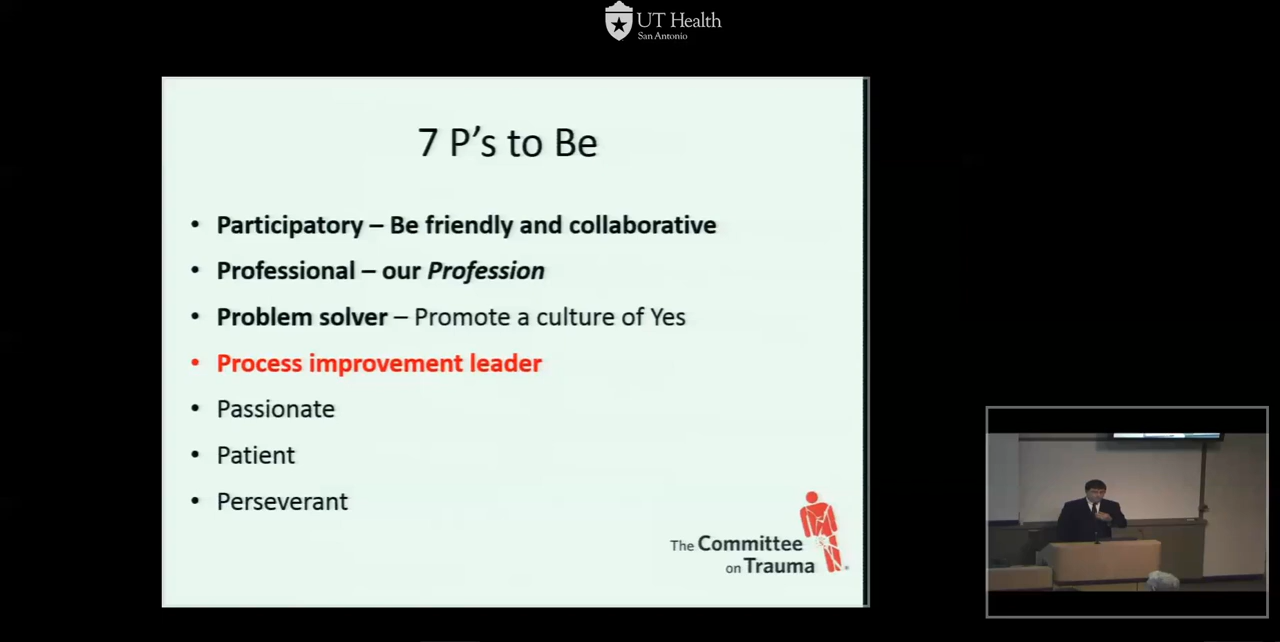 UT Health
San Antonio
7 P's to Be
• Participatory – Be friendly and collaborative
• Professional – our Profession
• Problem solver – Promote a culture of Yes
• Process improvement leader
• Passionate
• Patient
• Perseverant
The Committee
on Trauma